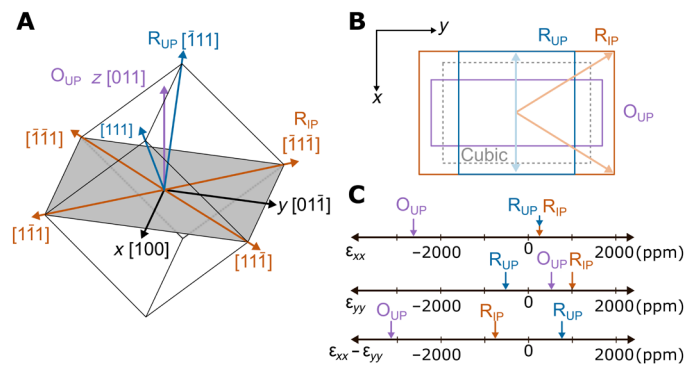 A
R_UP [1̄11]
O_UP z [011]
[1̄1̄1]
[111]
R_IP
[1̄11̄]
y [011̄]
[11̄1]
x [100]
[111̄]
B
y
R_UP
R_IP
x
O_UP
Cubic
C
O_UP
R_UP
R_IP
ε_xx
−2000
0
2000 (ppm)
R_UP
O_UP
R_IP
ε_yy
−2000
0
2000 (ppm)
O_UP
R_IP
R_UP
ε_xx − ε_yy
−2000
0
2000 (ppm)